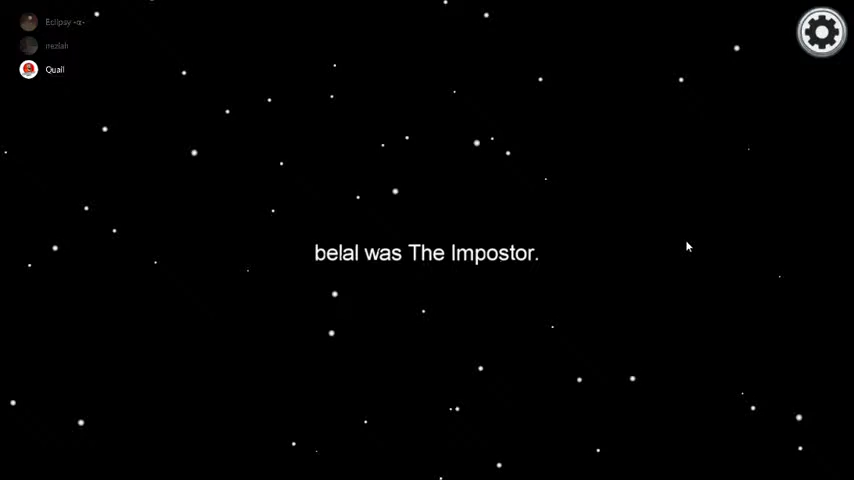 Eclipsy -α-
Quail
belal was The Impostor.